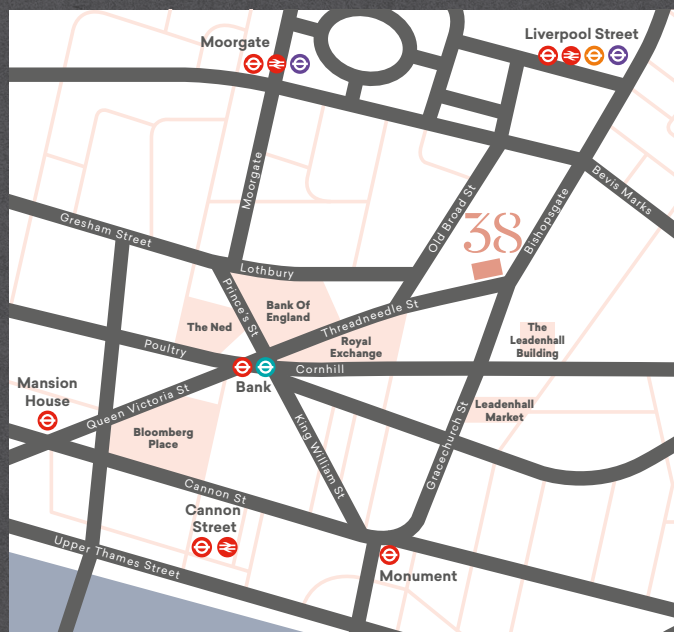 Moorgate
Liverpool Street
Moorgate
Old Broad St
Bishopsgate
Bevis Marks
38
Gresham Street
Lothbury
Prince's St
Bank Of
England
Threadneedle St
The Ned
Royal
Exchange
The
Leadenhall
Building
Poultry
Cornhill
Bank
Mansion
House
Queen Victoria St
Leadenhall
Market
Bloomberg
Place
King William St
Gracechurch St
Cannon St
Cannon
Street
Upper Thames Street
Monument